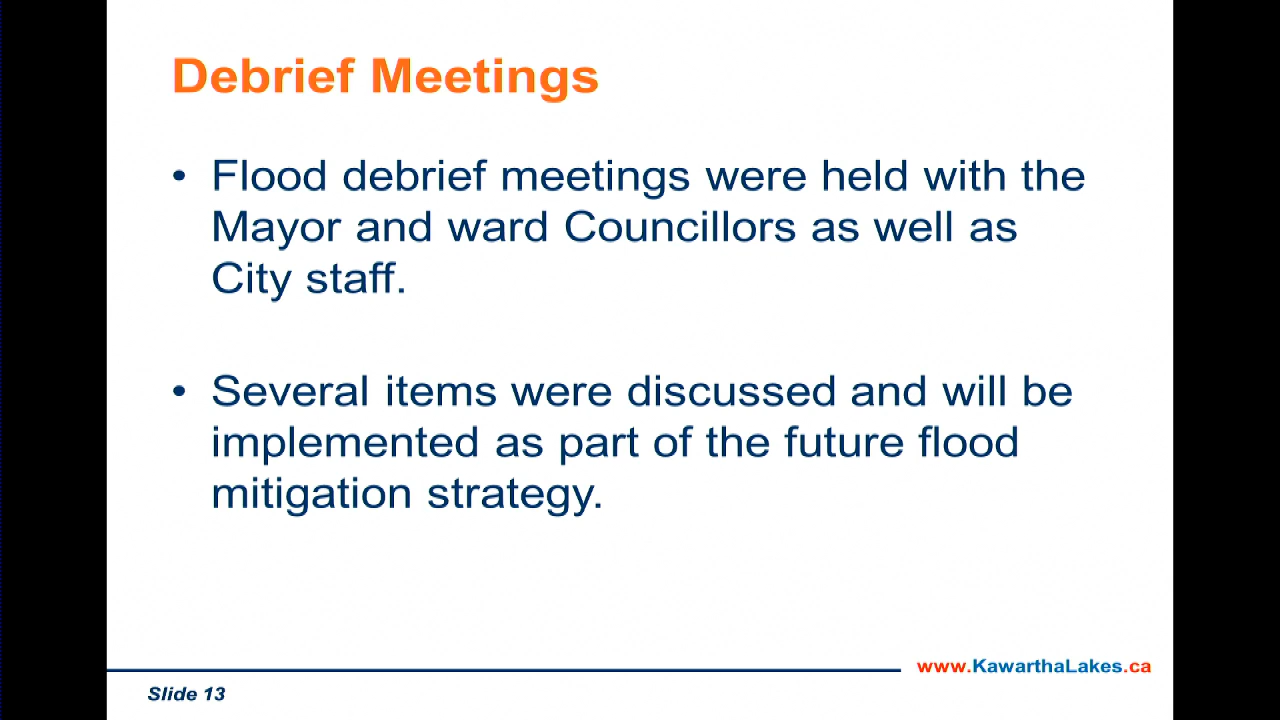 Debrief Meetings
• Flood debrief meetings were held with the
Mayor and ward Councillors as well as
City staff.
• Several items were discussed and will be
implemented as part of the future flood
mitigation strategy.
www.KawarthaLakes.ca
Slide 13